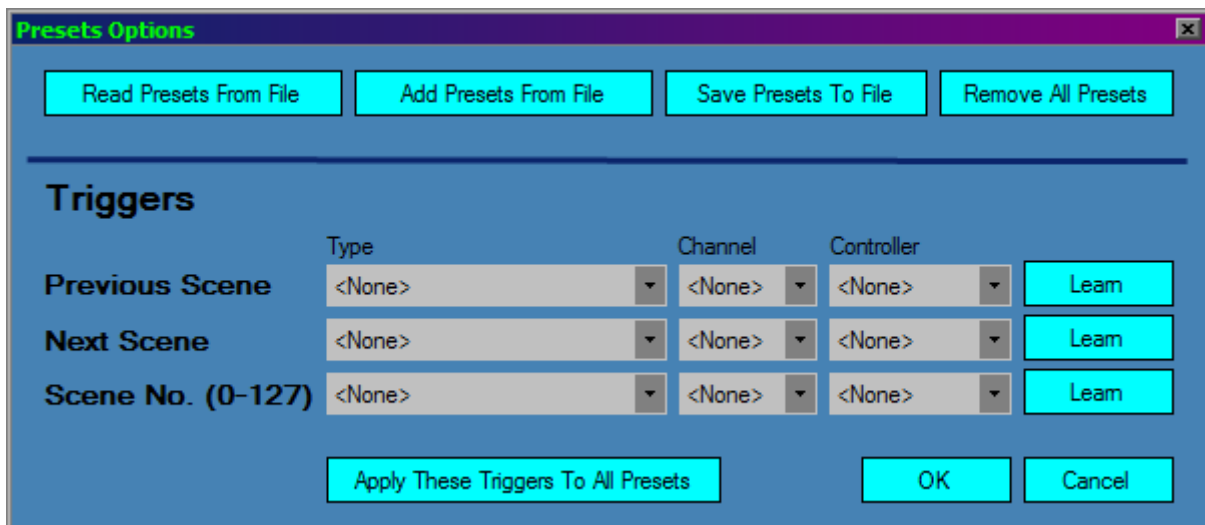 Presets Options
Read Presets From File Add Presets From File Save Presets To File Remove All Presets
Triggers
Type Channel Controller
Previous Scene <None> <None> <None> Learn
Next Scene <None> <None> <None> Learn
Scene No. (0-127) <None> <None> <None> Learn
Apply These Triggers To All Presets OK Cancel